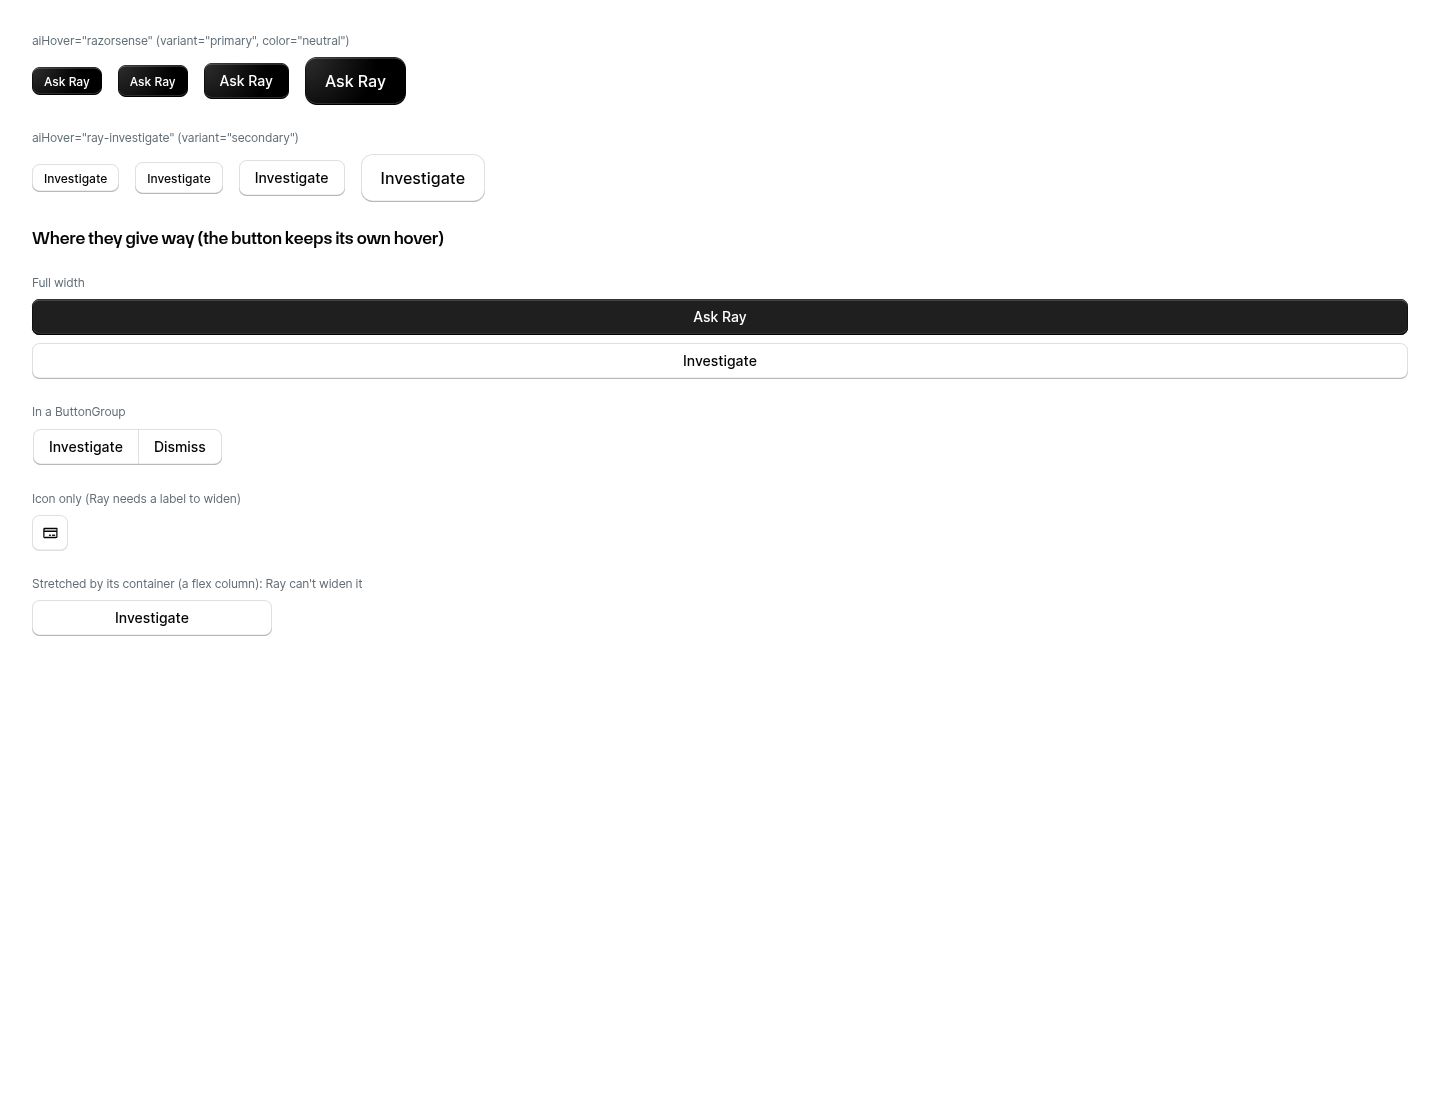 aiHover="razorsense" (variant="primary", color="neutral")
Ask Ray Ask Ray Ask Ray Ask Ray
aiHover="ray-investigate" (variant="secondary")
Investigate Investigate Investigate Investigate
Where they give way (the button keeps its own hover)
Full width
Ask Ray
Investigate
In a ButtonGroup
Investigate Dismiss
Icon only (Ray needs a label to widen)
Stretched by its container (a flex column): Ray can't widen it
Investigate